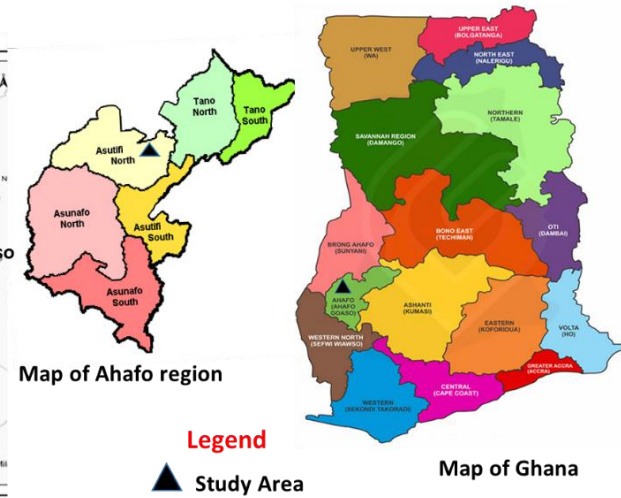 Tano
North
Tano
South
Asutifi
North
Asunafo
North
Asutifi
South
Asunafo
South
Map of Ahafo region
Legend
Study Area
UPPER EAST
(BOLGATANGA)
UPPER WEST
(WA)
NORTH EAST
(NALERIGU)
NORTHERN
(TAMALE)
SAVANNAH REGION
(DAMANGO)
OTI
(DAMBAI)
BONO EAST
(TECHIMAN)
BRONG AHAFO
(SUNYANI)
AHAFO
(AHAFO
GOASO)
ASHANTI
(KUMASI)
EASTERN
(KOFORIDUA)
VOLTA
(HO)
WESTERN NORTH
(SEFWI WIAWSO)
GREATER ACCRA
(ACCRA)
CENTRAL
(CAPE COAST)
WESTERN
(SEKONDI TAKORADI)
Map of Ghana